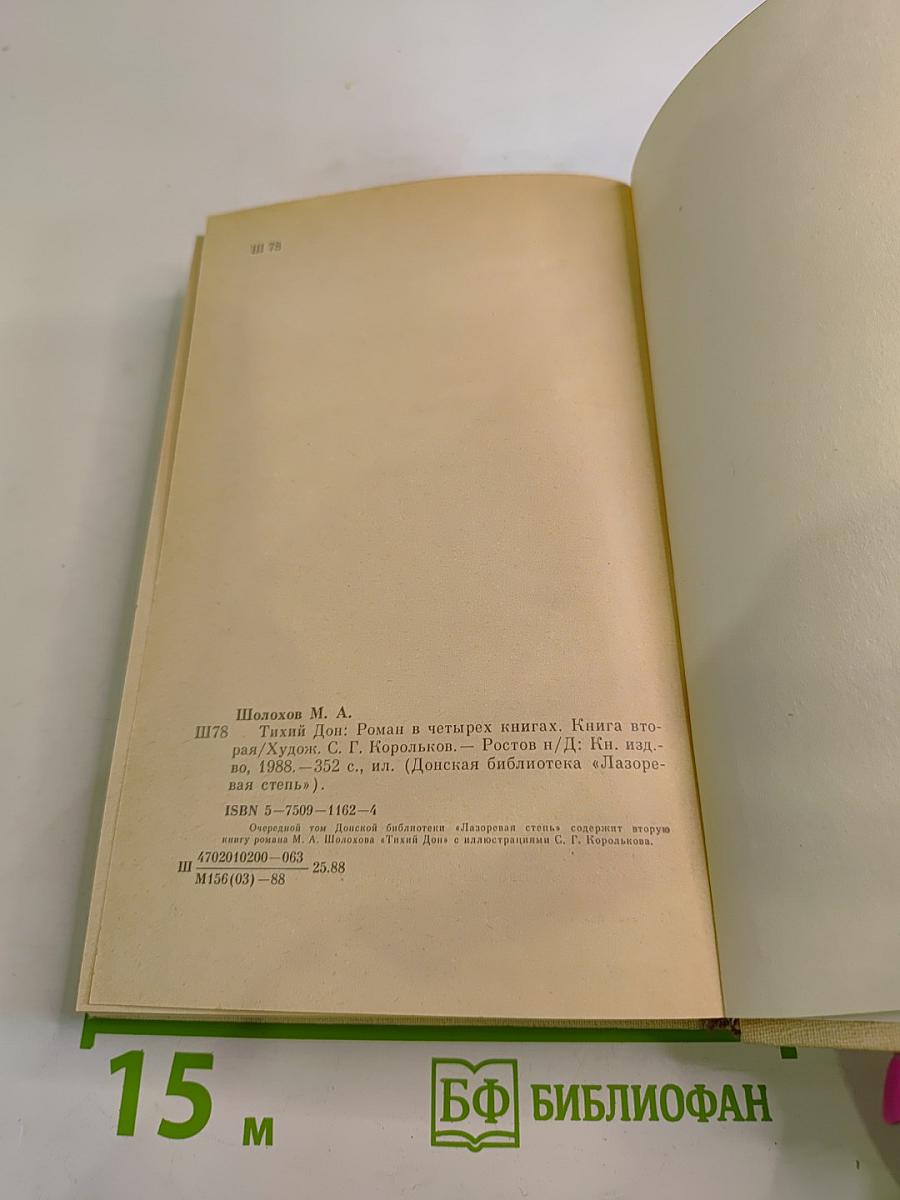 Ш 78
Шолохов М. А.
Ш78 Тихий Дон: Роман в четырех книгах. Книга вто-
рая/Худож. С. Г. Корольков.— Ростов н/Д: Кн. изд.-
во, 1988.—352 с., ил. (Донская библиотека «Лазоре-
вая степь»).
ISBN 5—7509—1162—4
Очередной том Донской библиотеки «Лазоревая степь» содержит вторую
книгу романа М. А. Шолохова «Тихий Дон» с иллюстрациями С. Г. Королькова.
Ш 4702010200—063 25.88
М156(03)—88
15 м
БФ БИБЛИОФАН